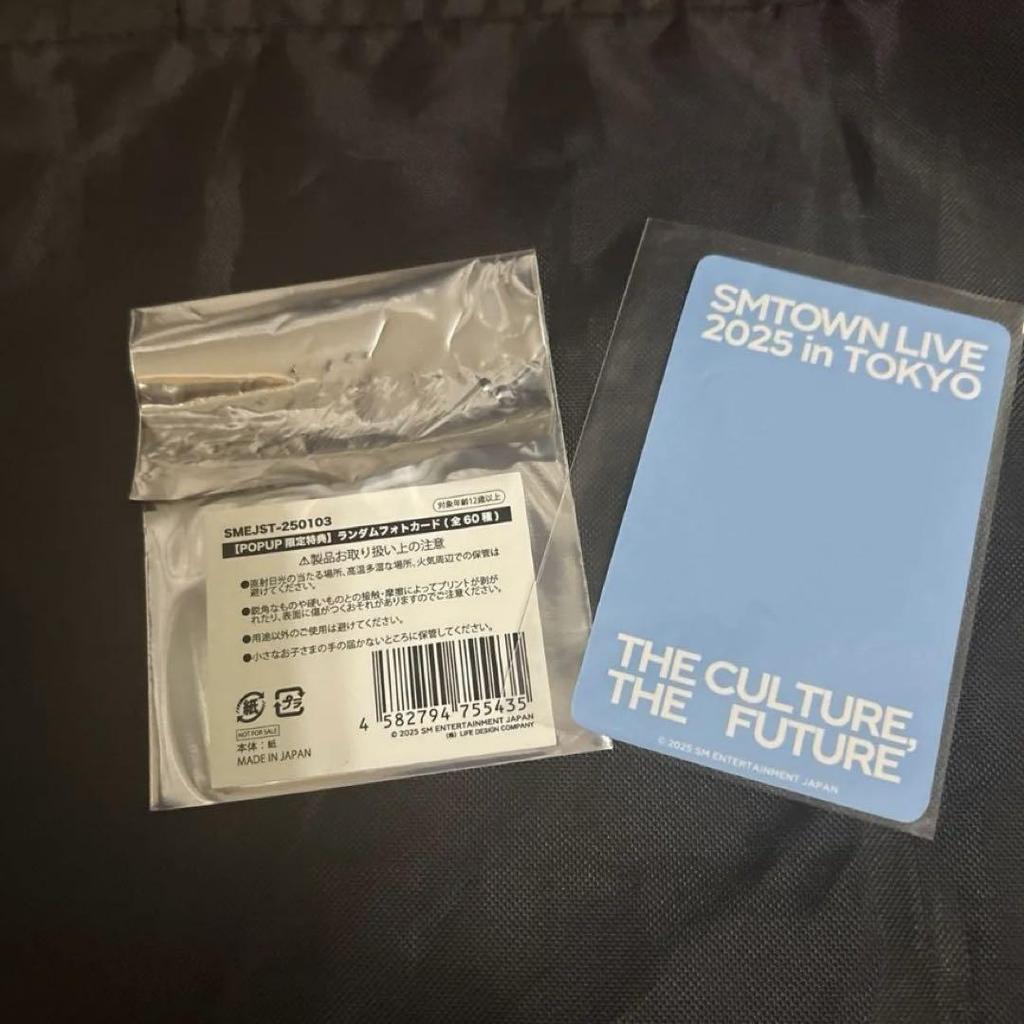 対象年齢12歳以上
SMEJST-250103
【POPUP 限定特典】ランダムフォトカード(全60種)
⚠製品お取り扱い上の注意
●直射日光の当たる場所、高温多湿な場所、火気周辺での保管は
避けてください。
●鋭角なものや硬いものとの接触・摩擦によってプリントが剥が
れたり、表面に傷がつくおそれがありますのでご注意ください。
●用途以外のご使用は避けてください。
●小さなお子さまの手の届かないところに保管してください。
紙
プラ
NOT FOR SALE
本体:紙
MADE IN JAPAN
4 582794 755435
© 2025 SM ENTERTAINMENT JAPAN
(株) LIFE DESIGN COMPANY
SMTOWN LIVE
2025 in TOKYO
THE CULTURE,
THE FUTURE
© 2025 SM ENTERTAINMENT JAPAN